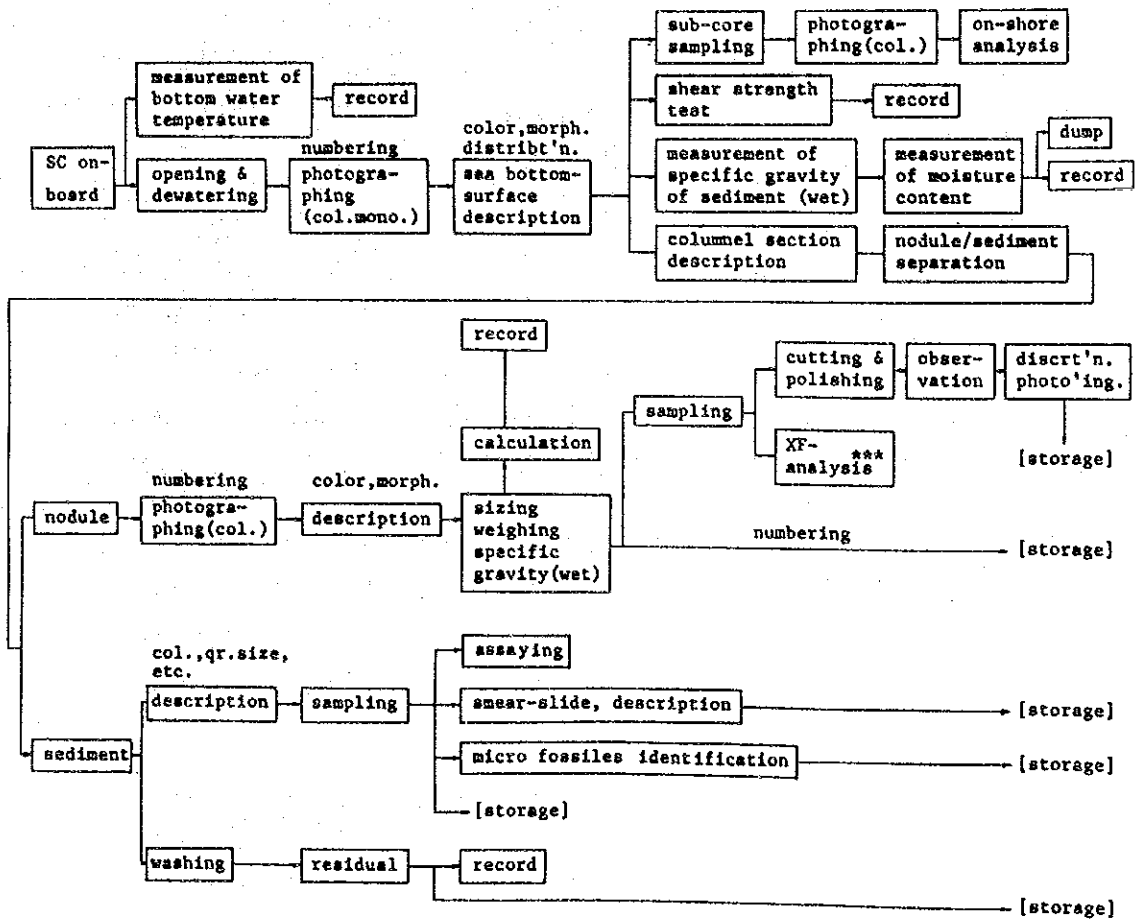 sub-core
sampling
photogra-
phing(col.)
on-shore
analysis
measurement of
bottom water
temperature
record
shear strength
test
record
SC on-
board
opening &
dewatering
numbering
photogra-
phing
(col.mono.)
color,morph.
distribt'n.
sea bottom-
surface
description
measurement of
specific gravity
of sediment (wet)
measurement
of moisture
content
dump
record
columnel section
description
nodule/sediment
separation
record
calculation
sampling
cutting &
polishing
obser-
vation
discrt'n.
photo'ing.
XF-
analysis ***
[storage]
nodule
numbering
photogra-
phing(col.)
color,morph.
description
sizing
weighing
specific
gravity(wet)
numbering
[storage]
sediment
col.,qr.size,
etc.
description
sampling
assaying
smear-slide, description
[storage]
micro fossiles identification
[storage]
[storage]
washing
residual
record
[storage]